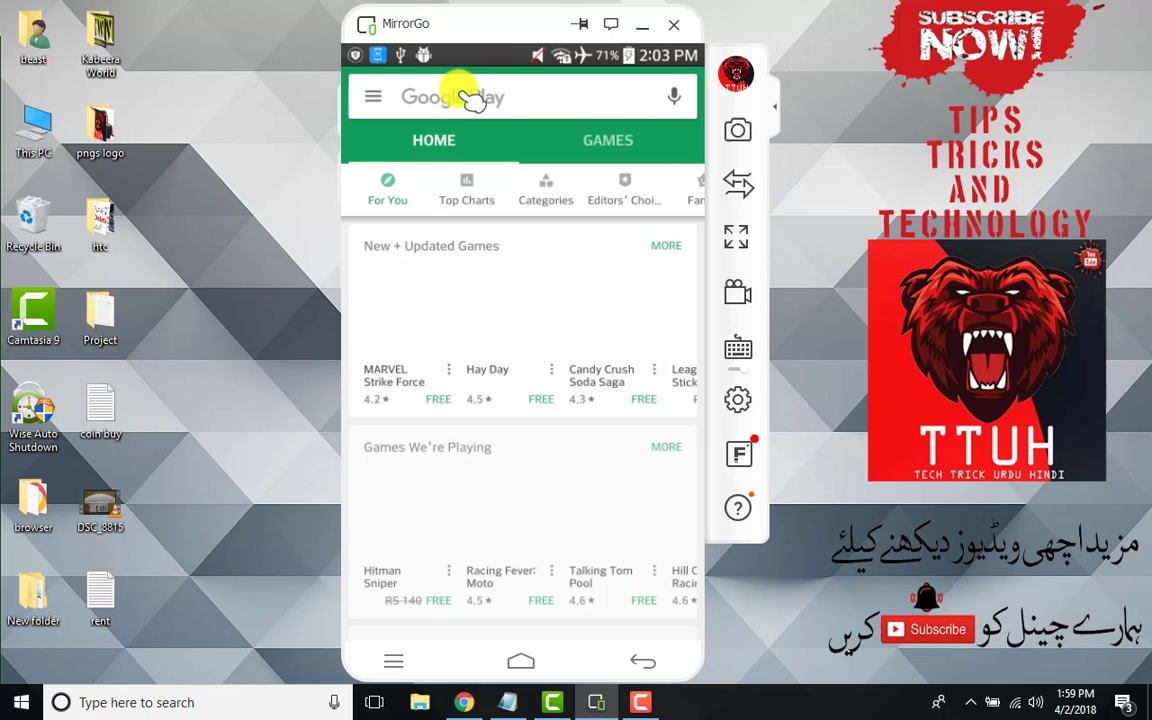 beast
Kabeera World
This PC
pngs logo
Recycle Bin
htc
Camtasia 9
Project
Wise Auto Shutdown
coin buy
browser
DSC_8815
New folder
rent
MirrorGo
71% 2:03 PM
Google Play
HOME GAMES
For You Top Charts Categories Editors' Choi...
New + Updated Games MORE
MARVEL Strike Force
4.2★ FREE
Hay Day
4.5★ FREE
Candy Crush Soda Saga
4.3★ FREE
Games We're Playing MORE
Hitman Sniper
RS 140 FREE
Racing Fever: Moto
4.5★ FREE
Talking Tom Pool
4.6★ FREE
4.6★
TTUH
F
?
SUBSCRIBE NOW!
TIPS
TRICKS
AND
TECHNOLOGY
You Tube
TTUH
TECH TRICK URDU HINDI
مزید اچھی ویڈیوز دیکھنے کیلئے
ہمارے چینل کو Subscribe کریں
Type here to search
1:59 PM
4/2/2018
3